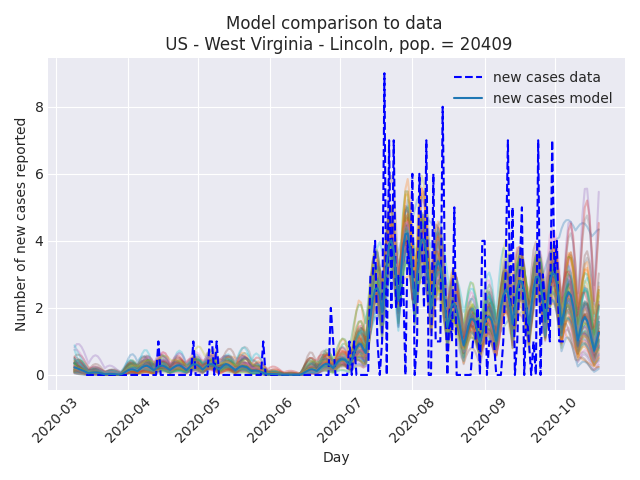 Model comparison to data
US - West Virginia - Lincoln, pop. = 20409
new cases data
new cases model
Number of new cases reported
8
6
4
2
0
2020-03
2020-04
2020-05
2020-06
2020-07
2020-08
2020-09
2020-10
Day